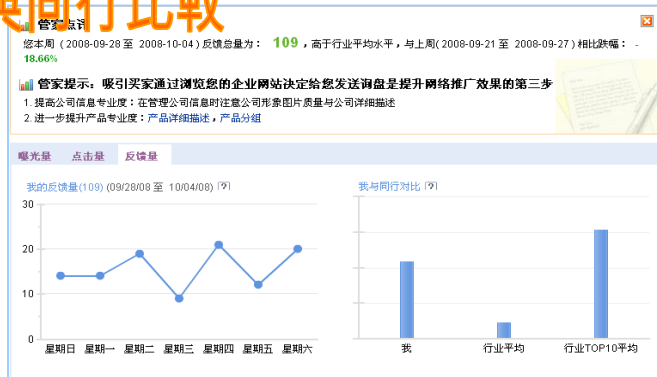 与同行比较
管家点评
您本周（2008-09-28 至 2008-10-04）反馈总量为： 109 ，高于行业平均水平，与上周(2008-09-21 至 2008-09-27)相比跌幅： -
18.66%
管家提示：吸引买家通过浏览您的企业网站决定给您发送询盘是提升网络推广效果的第三步
1. 提高公司信息专业度：在管理公司信息时注意公司形象图片质量与公司详细描述
2. 进一步提升产品专业度：产品详细描述，产品分组
曝光量 点击量 反馈量
我的反馈量(109) (09/28/08 至 10/04/08) [?]
我与同行对比 [?]
30
20
10
0
星期日 星期一 星期二 星期三 星期四 星期五 星期六
我 行业平均 行业TOP10平均